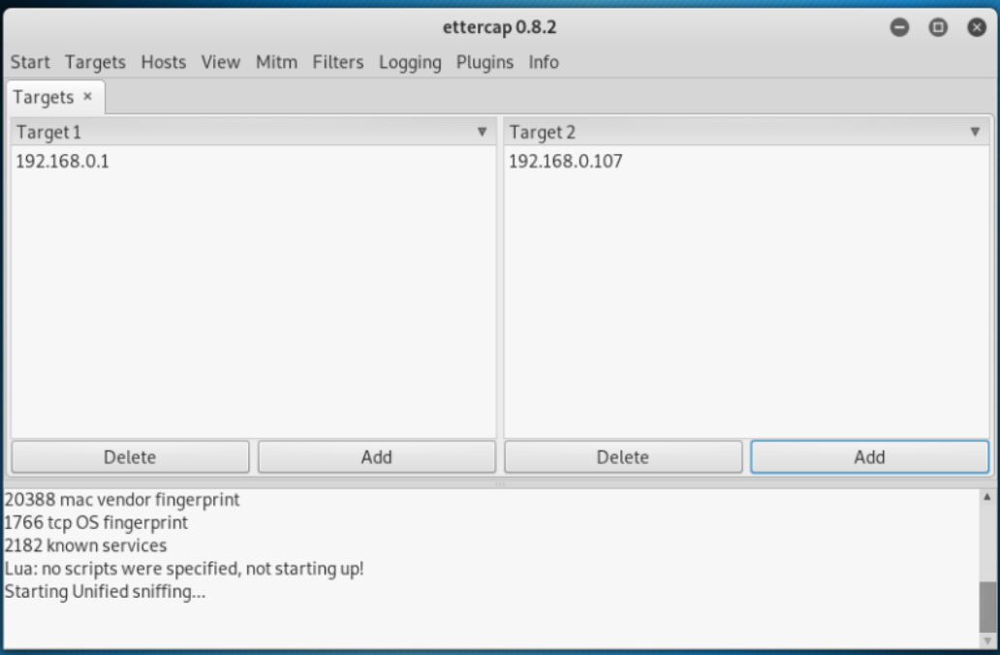 ettercap 0.8.2
Start Targets Hosts View Mitm Filters Logging Plugins Info
Targets ×
Target 1
192.168.0.1
Delete Add
Target 2
192.168.0.107
Delete Add
20388 mac vendor fingerprint
1766 tcp OS fingerprint
2182 known services
Lua: no scripts were specified, not starting up!
Starting Unified sniffing...